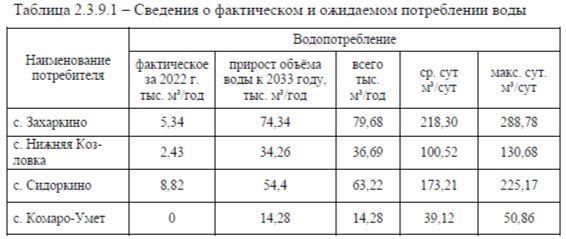 Таблица 2.3.9.1 – Сведения о фактическом и ожидаемом потреблении воды
Наименование потребителя
Водопотребление
фактическое за 2022 г. тыс. м³/год
прирост объёма воды к 2033 году, тыс. м³/год
всего тыс. м³/год
ср. сут м³/сут
макс. сут. м³/сут
с. Захаркино 5,34 74,34 79,68 218,30 288,78
с. Нижняя Коз-
ловка 2,43 34,26 36,69 100,52 130,68
с. Сидоркино 8,82 54.4 63,22 173,21 225,17
с. Комаро-Умет 0 14,28 14,28 39,12 50,86